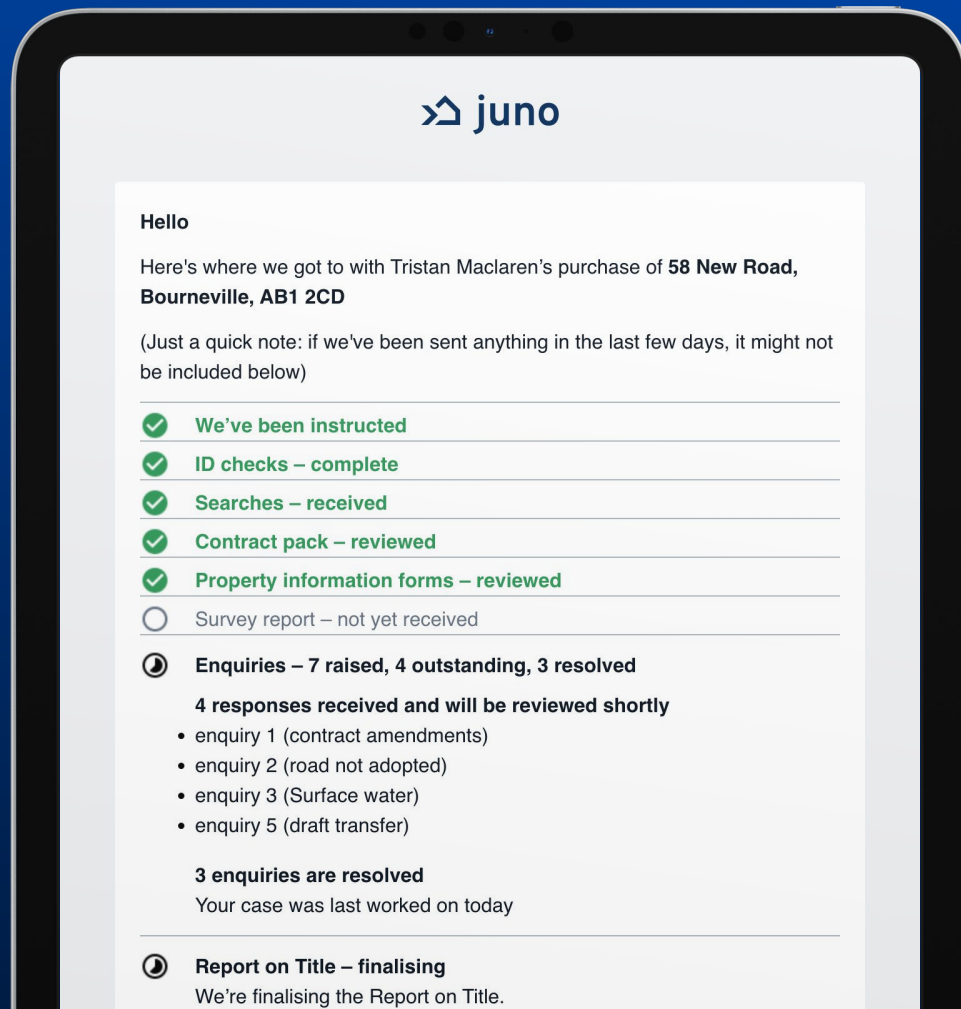 juno
Hello
Here's where we got to with Tristan Maclaren’s purchase of 58 New Road,
Bourneville, AB1 2CD
(Just a quick note: if we've been sent anything in the last few days, it might not
be included below)
We’ve been instructed
ID checks – complete
Searches – received
Contract pack – reviewed
Property information forms – reviewed
Survey report – not yet received
Enquiries – 7 raised, 4 outstanding, 3 resolved
4 responses received and will be reviewed shortly
• enquiry 1 (contract amendments)
• enquiry 2 (road not adopted)
• enquiry 3 (Surface water)
• enquiry 5 (draft transfer)
3 enquiries are resolved
Your case was last worked on today
Report on Title – finalising
We’re finalising the Report on Title.